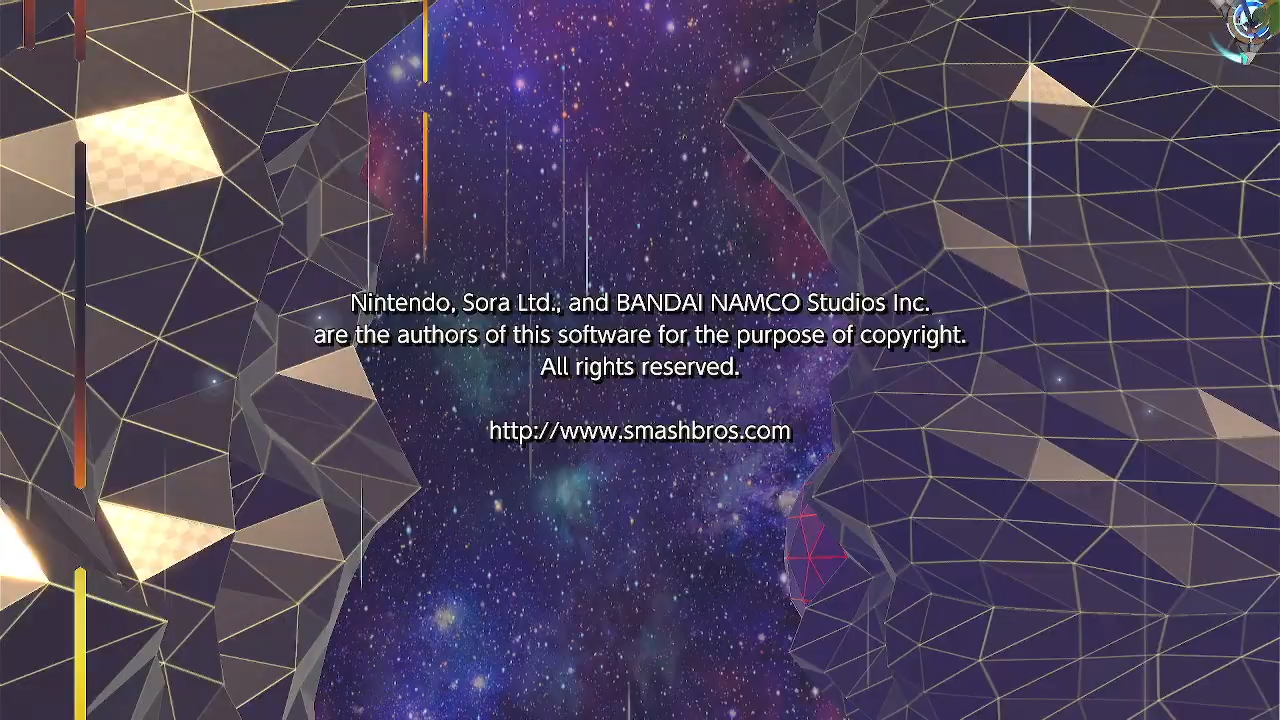 Nintendo, Sora Ltd., and BANDAI NAMCO Studios Inc.
are the authors of this software for the purpose of copyright.
All rights reserved.
http://www.smashbros.com